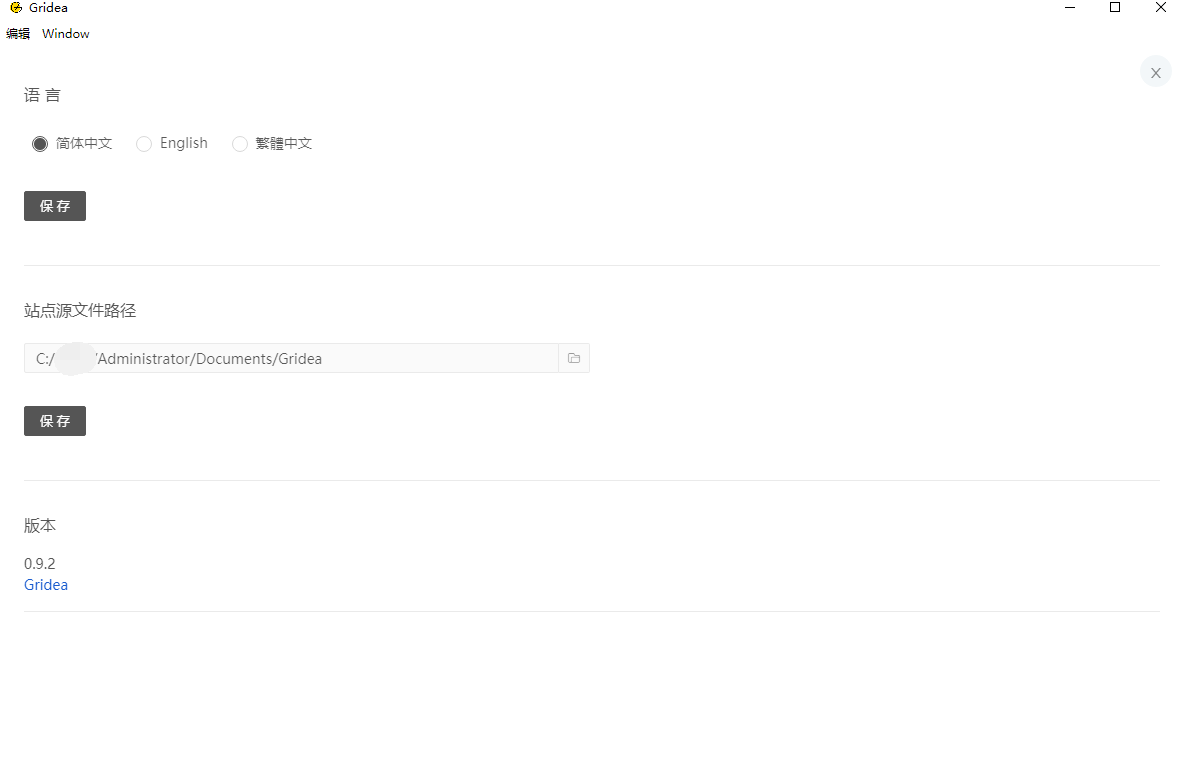 Gridea
编辑 Window
X
语 言
简体中文 English 繁體中文
保 存
站点源文件路径
C:/ /Administrator/Documents/Gridea
保 存
版本
0.9.2
Gridea